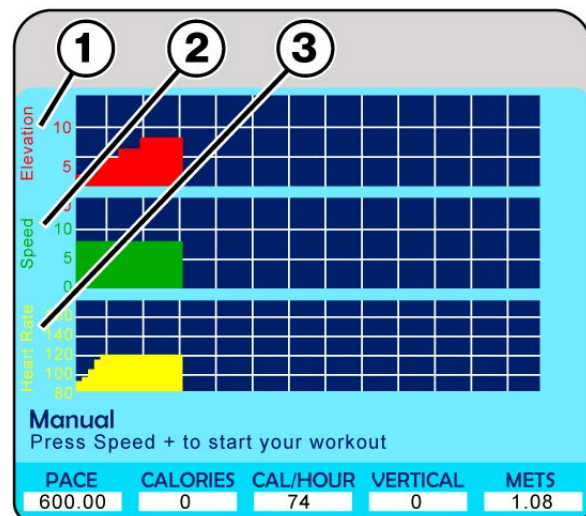 1 2 3
Elevation
10
5
Speed
10
5
0
Heart Rate
140
120
100
80
Manual
Press Speed + to start your workout
PACE CALORIES CAL/HOUR VERTICAL METS
600.00 0 74 0 1.08